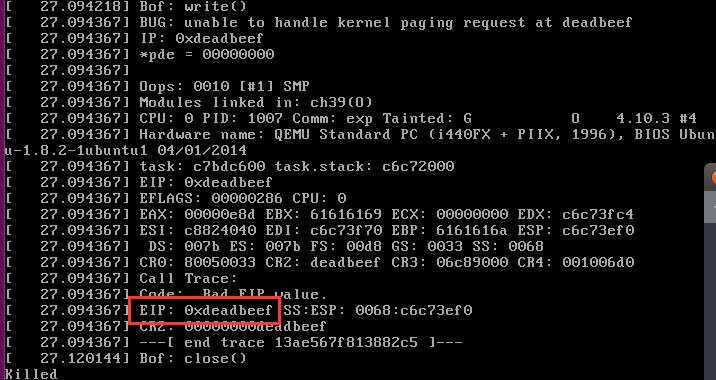 [   27.094218] Bof: write()
[   27.094367] BUG: unable to handle kernel paging request at deadbeef
[   27.094367] IP: 0xdeadbeef
[   27.094367] *pde = 00000000
[   27.094367]
[   27.094367] Oops: 0010 [#1] SMP
[   27.094367] Modules linked in: ch39(O)
[   27.094367] CPU: 0 PID: 1007 Comm: exp Tainted: G           O    4.10.3 #4
[   27.094367] Hardware name: QEMU Standard PC (i440FX + PIIX, 1996), BIOS Ubun
u-1.8.2-1ubuntu1 04/01/2014
[   27.094367] task: c7bdc600 task.stack: c6c72000
[   27.094367] EIP: 0xdeadbeef
[   27.094367] EFLAGS: 00000286 CPU: 0
[   27.094367] EAX: 00000e8d EBX: 61616169 ECX: 00000000 EDX: c6c73fc4
[   27.094367] ESI: c8824040 EDI: c6c73f70 EBP: 6161616a ESP: c6c73ef0
[   27.094367]  DS: 007b ES: 007b FS: 00d8 GS: 0033 SS: 0068
[   27.094367] CR0: 80050033 CR2: deadbeef CR3: 06c89000 CR4: 001006d0
[   27.094367] Call Trace:
[   27.094367] Code:  Bad EIP value.
[   27.094367] EIP: 0xdeadbeef SS:ESP: 0068:c6c73ef0
[   27.094367] CR2: 00000000deadbeef
[   27.094367] ---[ end trace 13ae567f813882c5 ]---
[   27.120144] Bof: close()
Killed